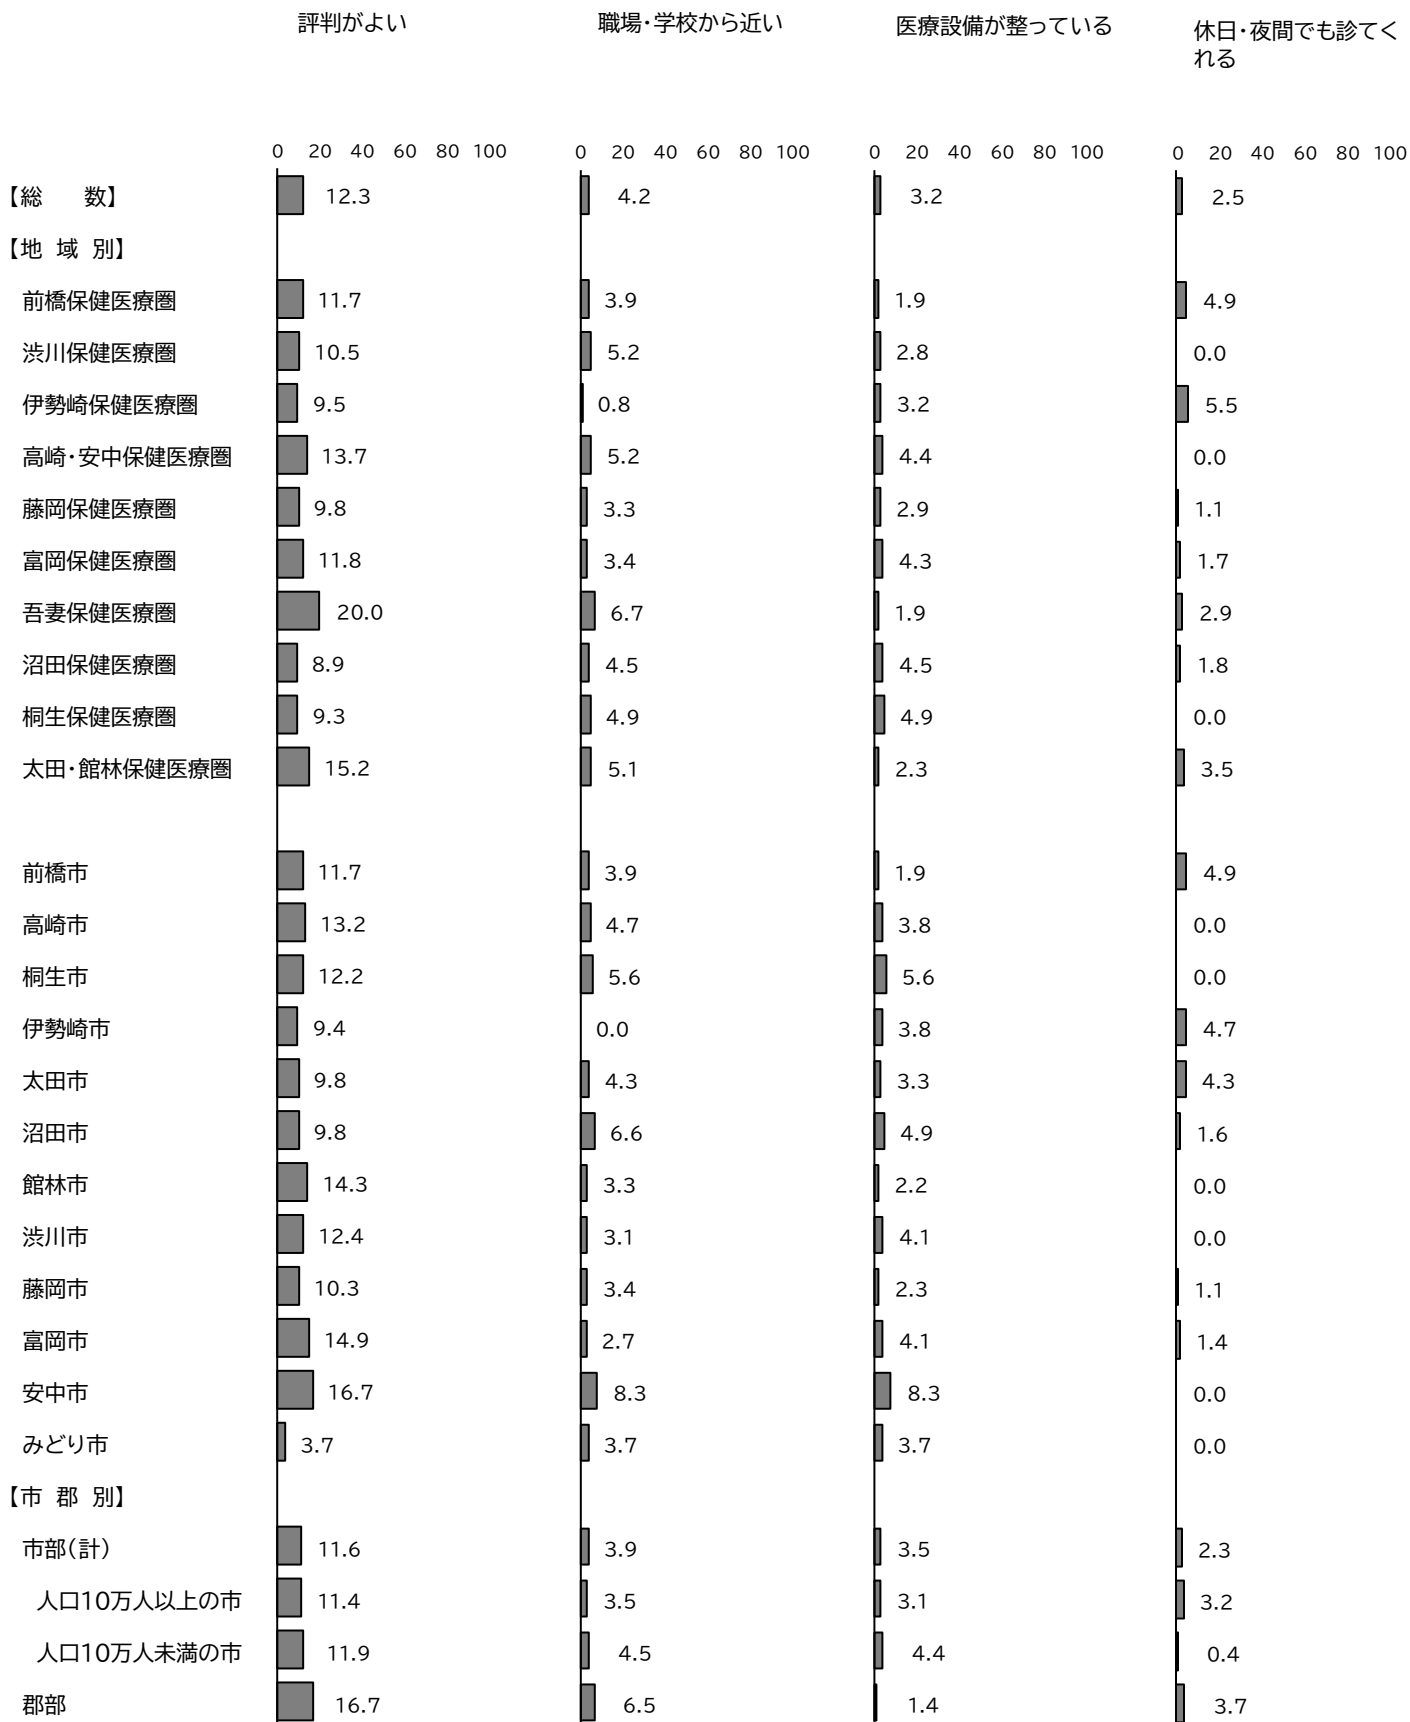 評判がよい 職場・学校から近い 医療設備が整っている 休日・夜間でも診てく
れる
0 20 40 60 80 100 0 20 40 60 80 100 0 20 40 60 80 100 0 20 40 60 80 100
【総　数】 12.3 4.2 3.2 2.5
【地 域 別】
前橋保健医療圏 11.7 3.9 1.9 4.9
渋川保健医療圏 10.5 5.2 2.8 0.0
伊勢崎保健医療圏 9.5 0.8 3.2 5.5
高崎・安中保健医療圏 13.7 5.2 4.4 0.0
藤岡保健医療圏 9.8 3.3 2.9 1.1
富岡保健医療圏 11.8 3.4 4.3 1.7
吾妻保健医療圏 20.0 6.7 1.9 2.9
沼田保健医療圏 8.9 4.5 4.5 1.8
桐生保健医療圏 9.3 4.9 4.9 0.0
太田・館林保健医療圏 15.2 5.1 2.3 3.5
前橋市 11.7 3.9 1.9 4.9
高崎市 13.2 4.7 3.8 0.0
桐生市 12.2 5.6 5.6 0.0
伊勢崎市 9.4 0.0 3.8 4.7
太田市 9.8 4.3 3.3 4.3
沼田市 9.8 6.6 4.9 1.6
館林市 14.3 3.3 2.2 0.0
渋川市 12.4 3.1 4.1 0.0
藤岡市 10.3 3.4 2.3 1.1
富岡市 14.9 2.7 4.1 1.4
安中市 16.7 8.3 8.3 0.0
みどり市 3.7 3.7 3.7 0.0
【市 郡 別】
市部（計） 11.6 3.9 3.5 2.3
人口10万人以上の市 11.4 3.5 3.1 3.2
人口10万人未満の市 11.9 4.5 4.4 0.4
郡部 16.7 6.5 1.4 3.7